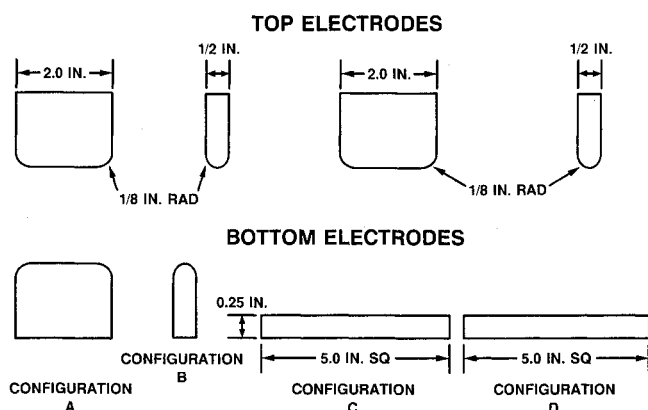 TOP ELECTRODES
1/2 IN.
1/2 IN.
2.0 IN.
2.0 IN.
1/8 IN. RAD
1/8 IN. RAD
BOTTOM ELECTRODES
0.25 IN.
CONFIGURATION
B
5.0 IN. SQ
5.0 IN. SQ
CONFIGURATION
A
CONFIGURATION
C
CONFIGURATION
D